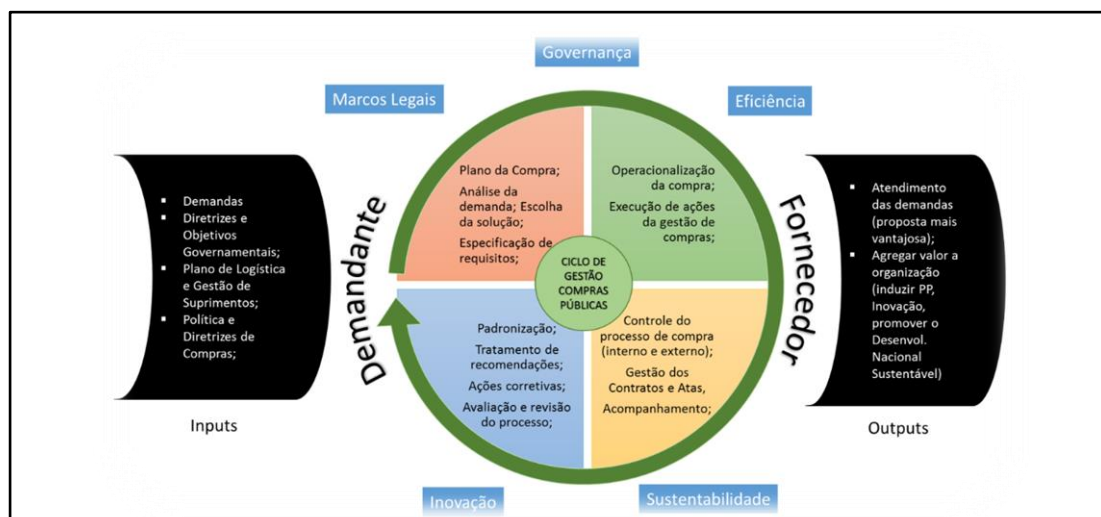 Governança
Marcos Legais
Eficiência
▪ Demandas
▪ Diretrizes e
Objetivos
Governamentais;
▪ Plano de Logística
e Gestão de
Suprimentos;
▪ Política e
Diretrizes de
Compras;
Inputs
Demandante
Plano da Compra;
Análise da
demanda; Escolha
da solução;
Especificação de
requisitos;
Operacionalização
da compra;
Execução de ações
da gestão de
compras;
CICLO DE
GESTÃO
COMPRAS
PÚBLICAS
Padronização;
Tratamento de
recomendações;
Ações corretivas;
Avaliação e revisão
do processo;
Controle do
processo de compra
(interno e externo);
Gestão dos
Contratos e Atas,
Acompanhamento;
Fornecedor
▪ Atendimento
das demandas
(proposta mais
vantajosa);
▪ Agregar valor a
organização
(induzir PP,
Inovação,
promover o
Desenvol.
Nacional
Sustentável)
Outputs
Inovação
Sustentabilidade